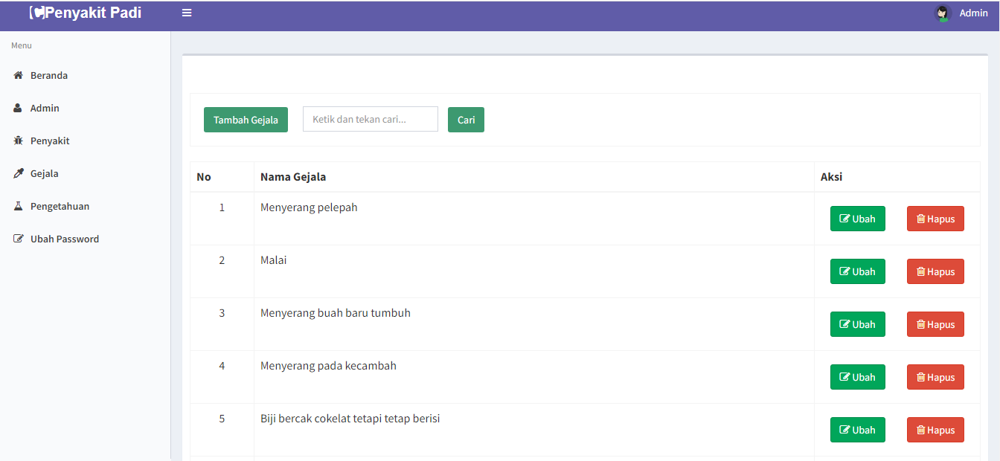 Penyakit Padi
Admin
Menu
Beranda
Admin
Penyakit
Gejala
Pengetahuan
Ubah Password
Tambah Gejala
Ketik dan tekan cari...
Cari
No Nama Gejala Aksi
1 Menyerang pelepah Ubah Hapus
2 Malai Ubah Hapus
3 Menyerang buah baru tumbuh Ubah Hapus
4 Menyerang pada kecambah Ubah Hapus
5 Biji bercak cokelat tetapi tetap berisi Ubah Hapus